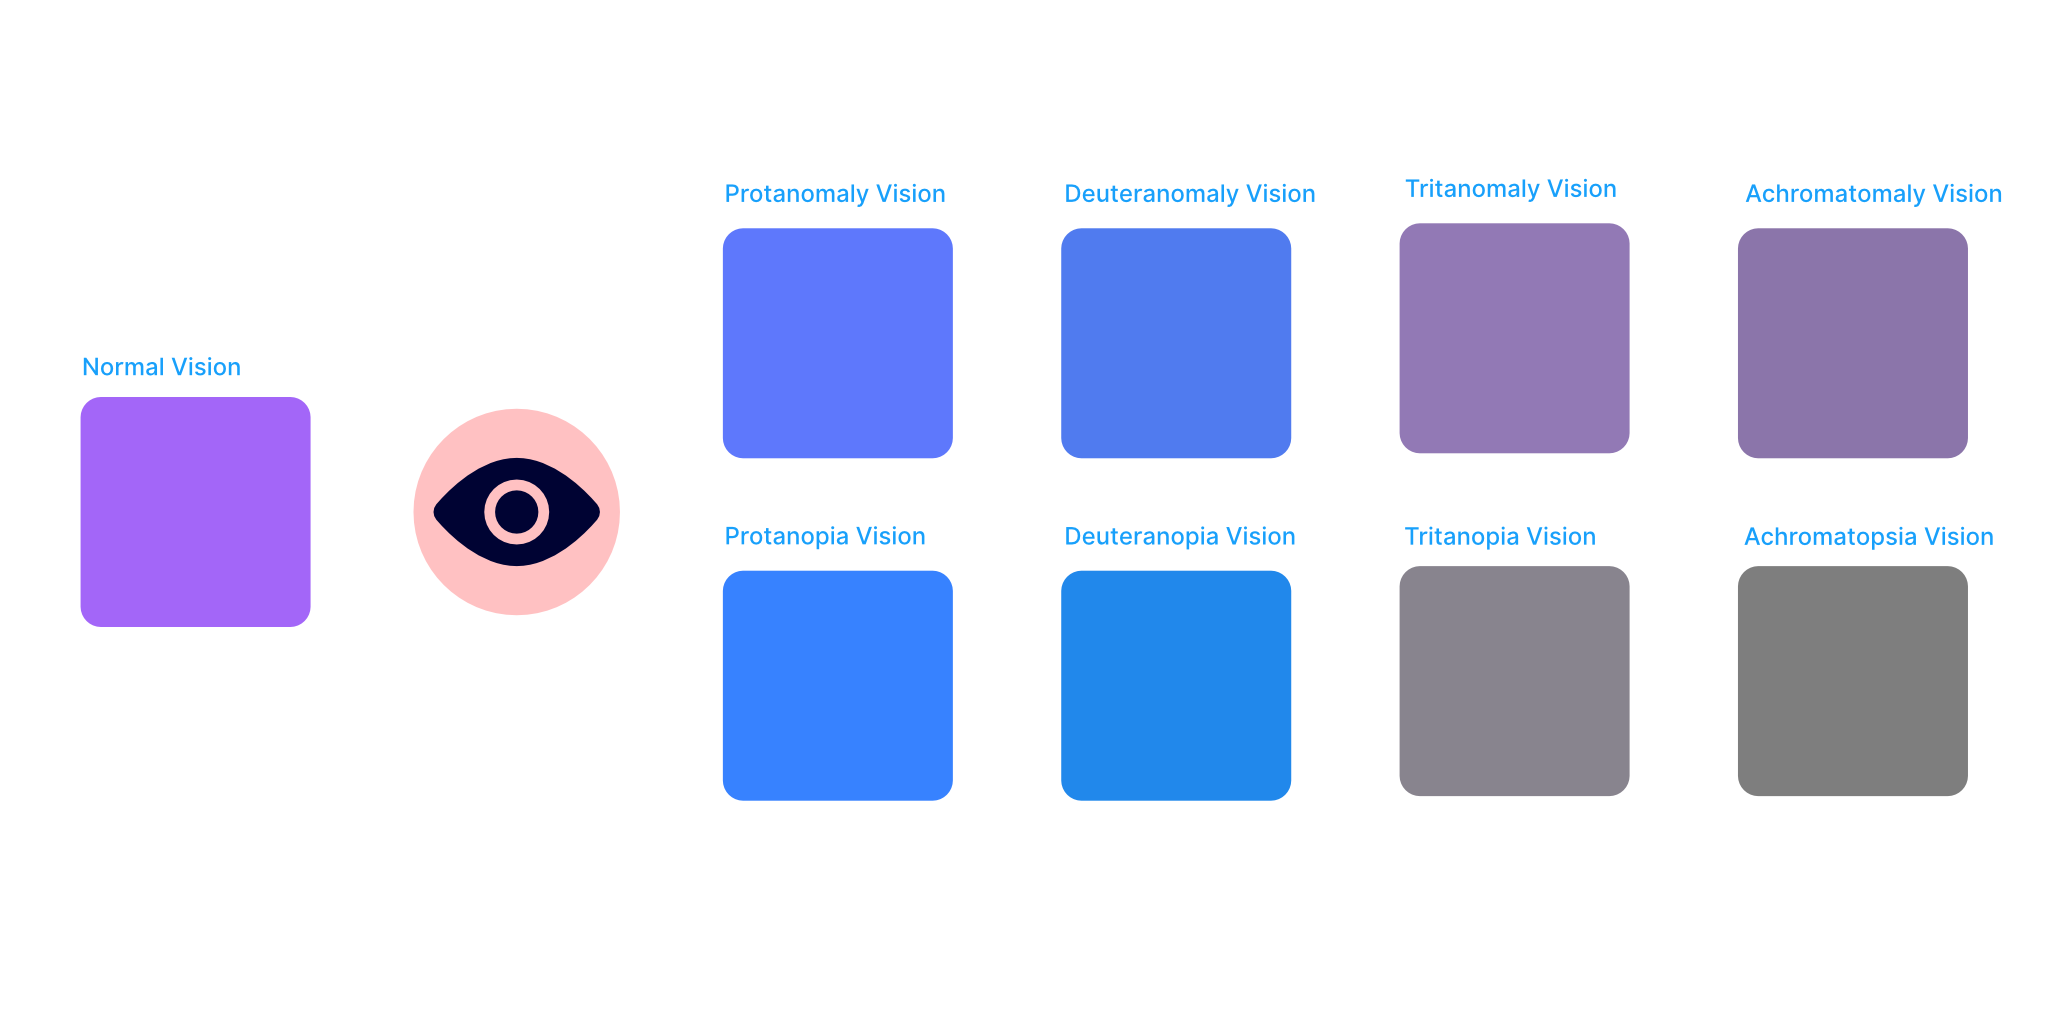 Normal Vision
Protanomaly Vision
Deuteranomaly Vision
Tritanomaly Vision
Achromatomaly Vision
Protanopia Vision
Deuteranopia Vision
Tritanopia Vision
Achromatopsia Vision